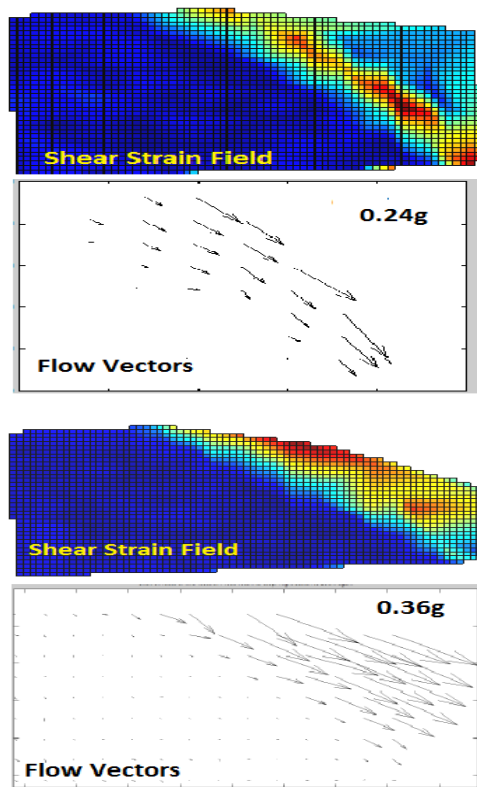 Shear Strain Field
0.24g
Flow Vectors
Shear Strain Field
0.36g
Flow Vectors